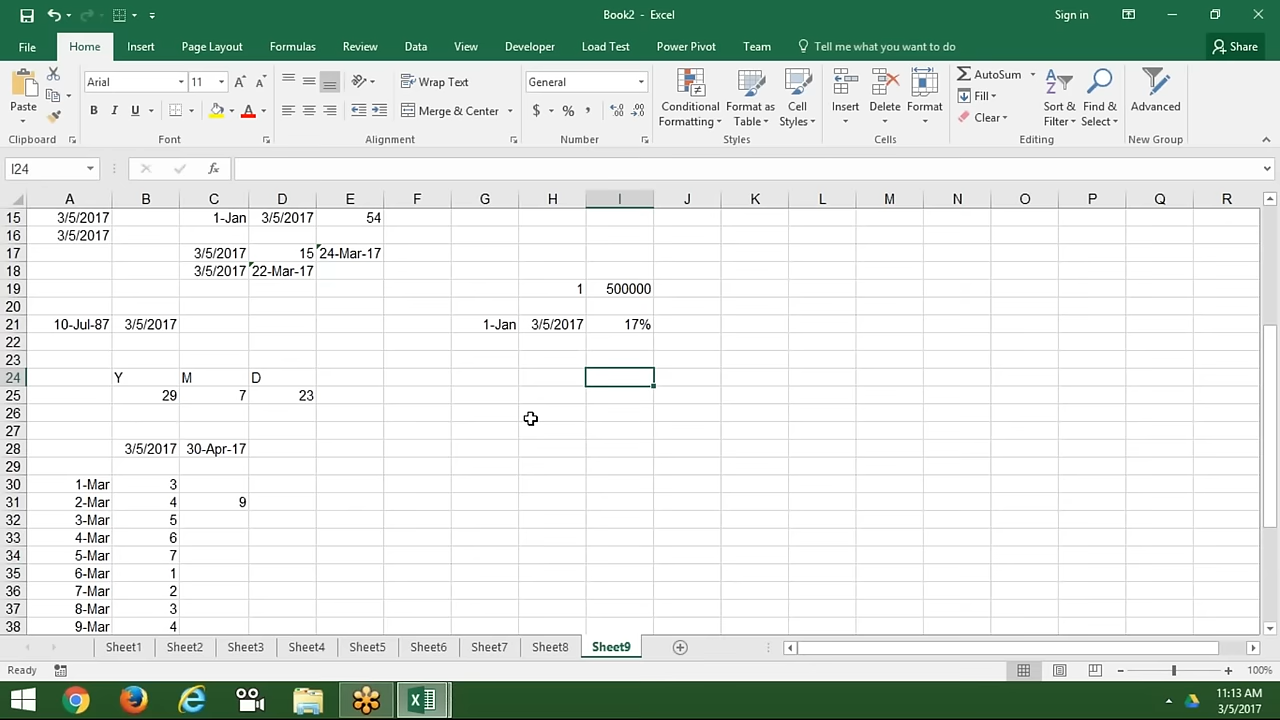 Book2 - Excel
Sign in
File Home Insert Page Layout Formulas Review Data View Developer Load Test Power Pivot Team Tell me what you want to do Share
Paste
Arial 11
B I U
Wrap Text
Merge & Center
General
$ % ,
Conditional Formatting
Format as Table
Cell Styles
Insert
Delete
Format
AutoSum
Fill
Clear
Sort & Filter
Find & Select
Advanced
Clipboard Font Alignment Number Styles Cells Editing New Group
I24 fx
A B C D E F G H I J K L M N O P Q R
15 3/5/2017 1-Jan 3/5/2017 54
16 3/5/2017
17 3/5/2017 15 24-Mar-17
18 3/5/2017 22-Mar-17
19 1 500000
20
21 10-Jul-87 3/5/2017 1-Jan 3/5/2017 17%
22
23
24 Y M D
25 29 7 23
26
27
28 3/5/2017 30-Apr-17
29
30 1-Mar 3
31 2-Mar 4 9
32 3-Mar 5
33 4-Mar 6
34 5-Mar 7
35 6-Mar 1
36 7-Mar 2
37 8-Mar 3
38 9-Mar 4
Sheet1 Sheet2 Sheet3 Sheet4 Sheet5 Sheet6 Sheet7 Sheet8 Sheet9
Ready 100%
11:13 AM
3/5/2017